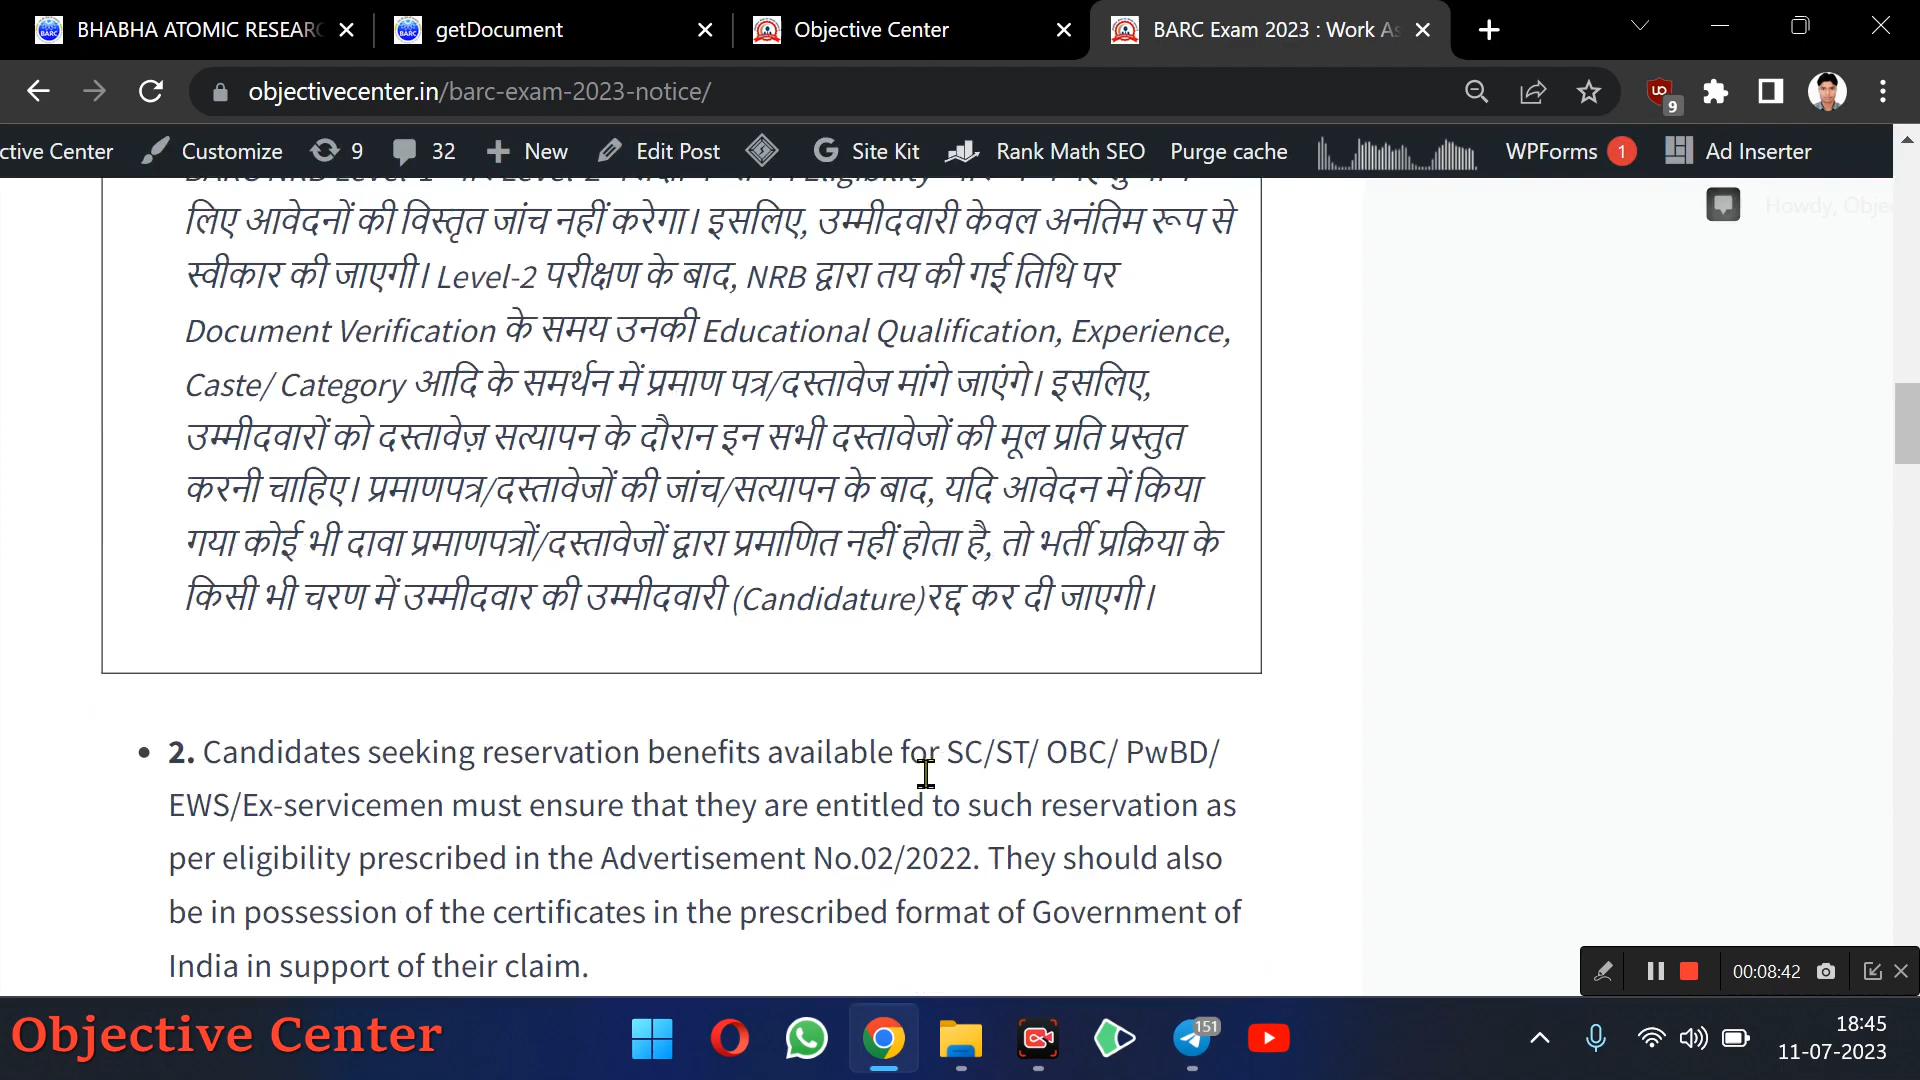 BHABHA ATOMIC RESEARC
getDocument
Objective Center
BARC Exam 2023 : Work As
objectivecenter.in/barc-exam-2023-notice/
9
ctive Center
Customize
9
32
New
Edit Post
Site Kit
Rank Math SEO
Purge cache
WPForms 1
Ad Inserter
Howdy, Obje
लिए आवेदनों की विस्तृत जांच नहीं करेगा। इसलिए, उम्मीदवारी केवल अनंतिम रूप से
स्वीकार की जाएगी। Level-2 परीक्षण के बाद, NRB द्वारा तय की गई तिथि पर
Document Verification के समय उनकी Educational Qualification, Experience,
Caste/ Category आदि के समर्थन में प्रमाण पत्र/दस्तावेज मांगे जाएंगे। इसलिए,
उम्मीदवारों को दस्तावेज़ सत्यापन के दौरान इन सभी दस्तावेजों की मूल प्रति प्रस्तुत
करनी चाहिए। प्रमाणपत्र/दस्तावेजों की जांच/सत्यापन के बाद, यदि आवेदन में किया
गया कोई भी दावा प्रमाणपत्रों/दस्तावेजों द्वारा प्रमाणित नहीं होता है, तो भर्ती प्रक्रिया के
किसी भी चरण में उम्मीदवार की उम्मीदवारी (Candidature)रद्द कर दी जाएगी।
• 2. Candidates seeking reservation benefits available for SC/ST/ OBC/ PwBD/
EWS/Ex-servicemen must ensure that they are entitled to such reservation as
per eligibility prescribed in the Advertisement No.02/2022. They should also
be in possession of the certificates in the prescribed format of Government of
India in support of their claim.
00:08:42
Objective Center
151
18:45
11-07-2023